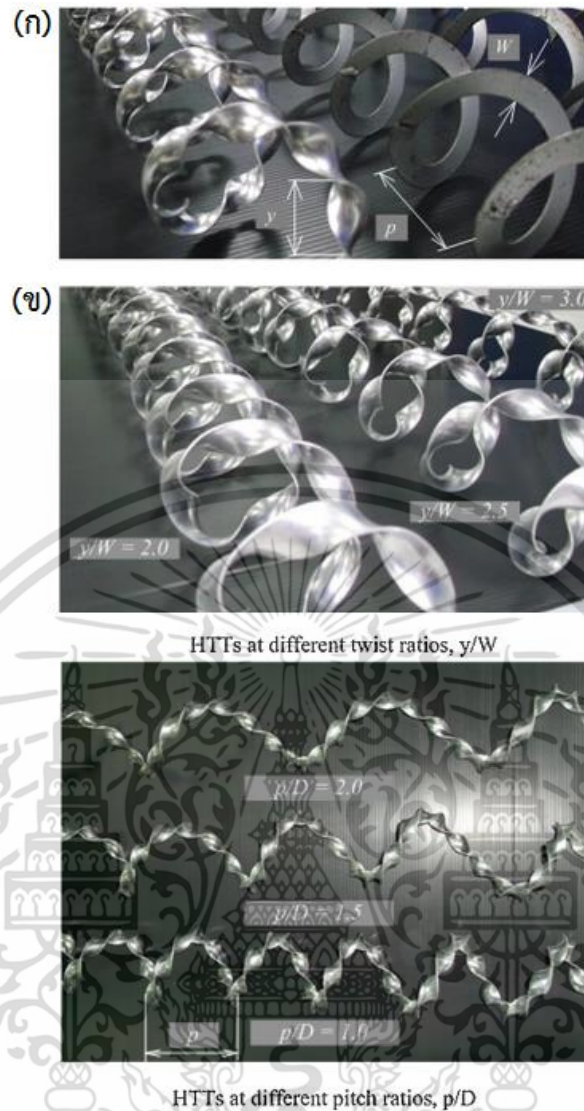 (ก)
W
y
p
(ข)
y/W = 3.0
y/W = 2.5
y/W = 2.0
HTTs at different twist ratios, y/W
p/D = 2.0
p/D = 1.5
p
p/D = 1.0
HTTs at different pitch ratios, p/D